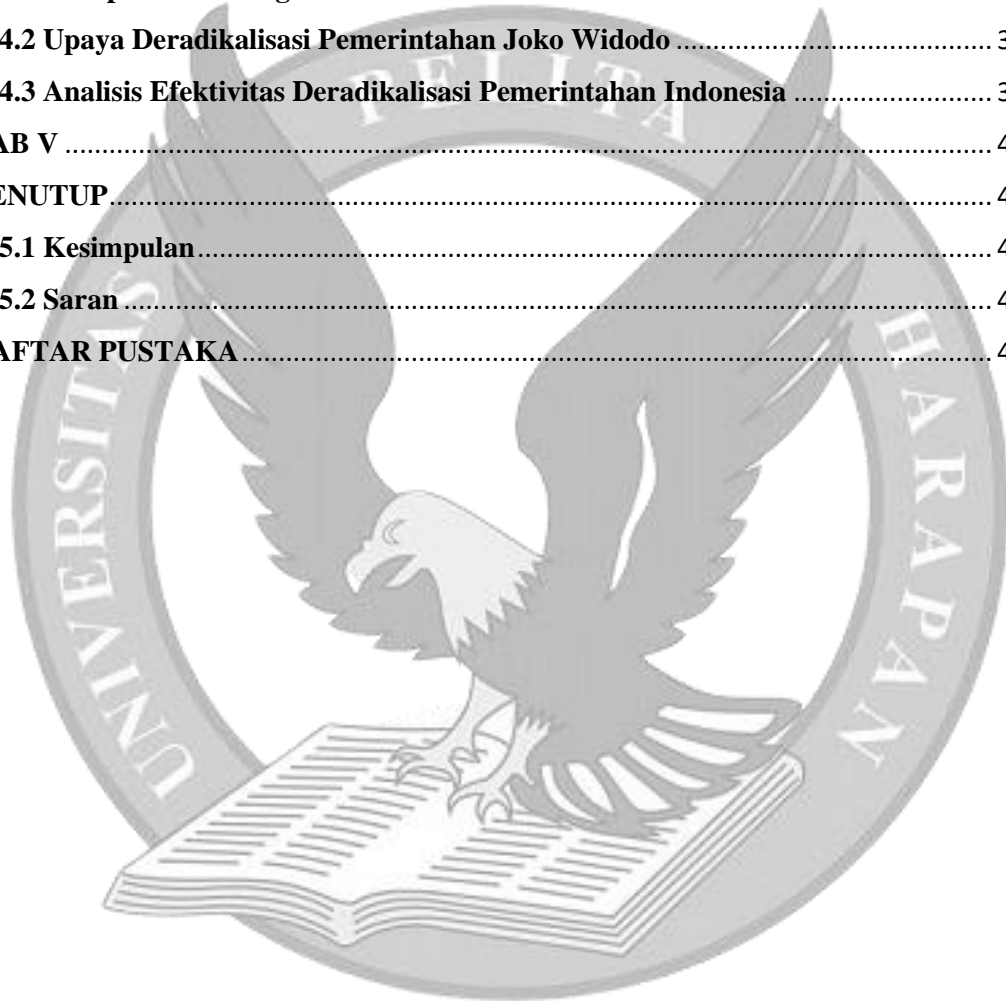 4.2 Upaya Deradikalisasi Pemerintahan Joko Widodo ........ 3
4.3 Analisis Efektivitas Deradikalisasi Pemerintahan Indonesia ........ 3
AB V ........ 4
ENUTUP ........ 4
5.1 Kesimpulan ........ 4
5.2 Saran ........ 4
AFTAR PUSTAKA ........ 4
UNIVERSITAS PELITA HARAPAN